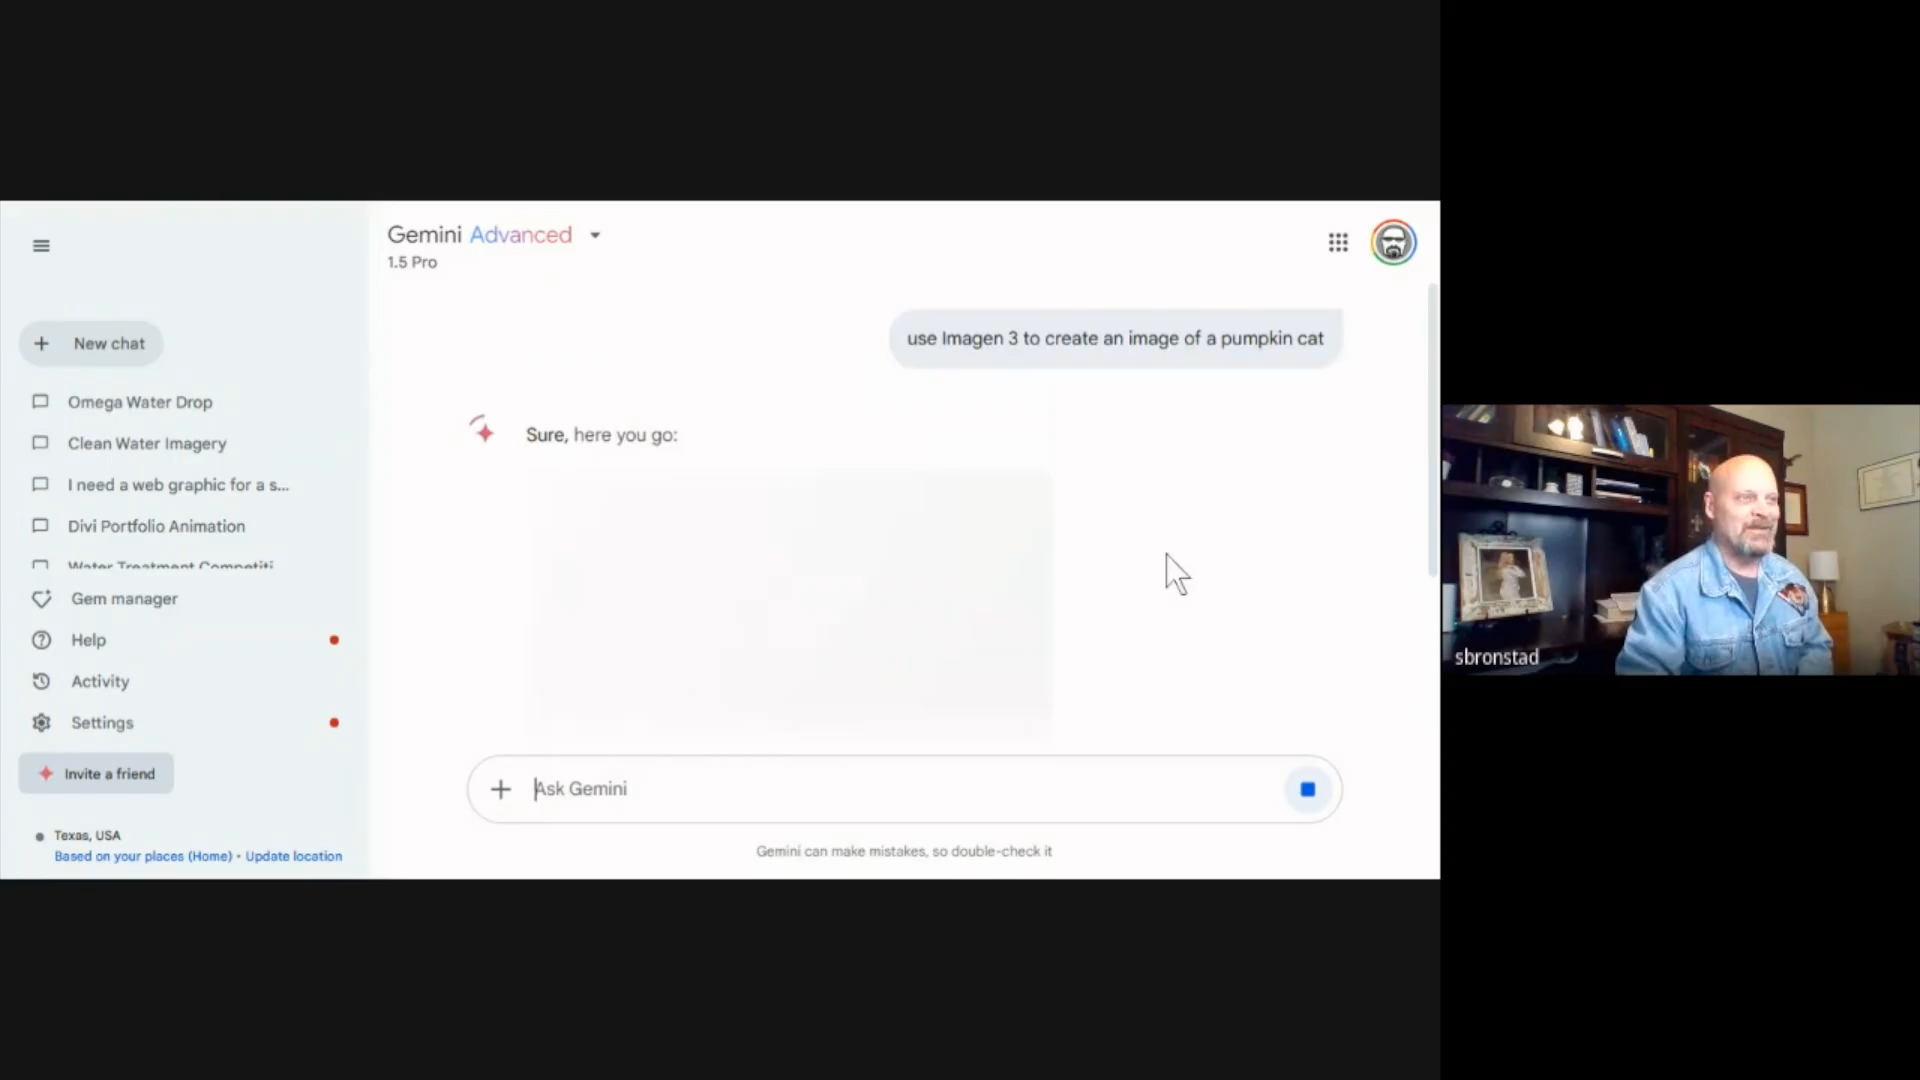 Gemini Advanced
1.5 Pro
New chat
Omega Water Drop
Clean Water Imagery
I need a web graphic for a s...
Divi Portfolio Animation
Water Treatment Competiti
Gem manager
Help
Activity
Settings
Invite a friend
Texas, USA
Based on your places (Home) • Update location
use Imagen 3 to create an image of a pumpkin cat
Sure, here you go:
Ask Gemini
Gemini can make mistakes, so double-check it
sbronstad